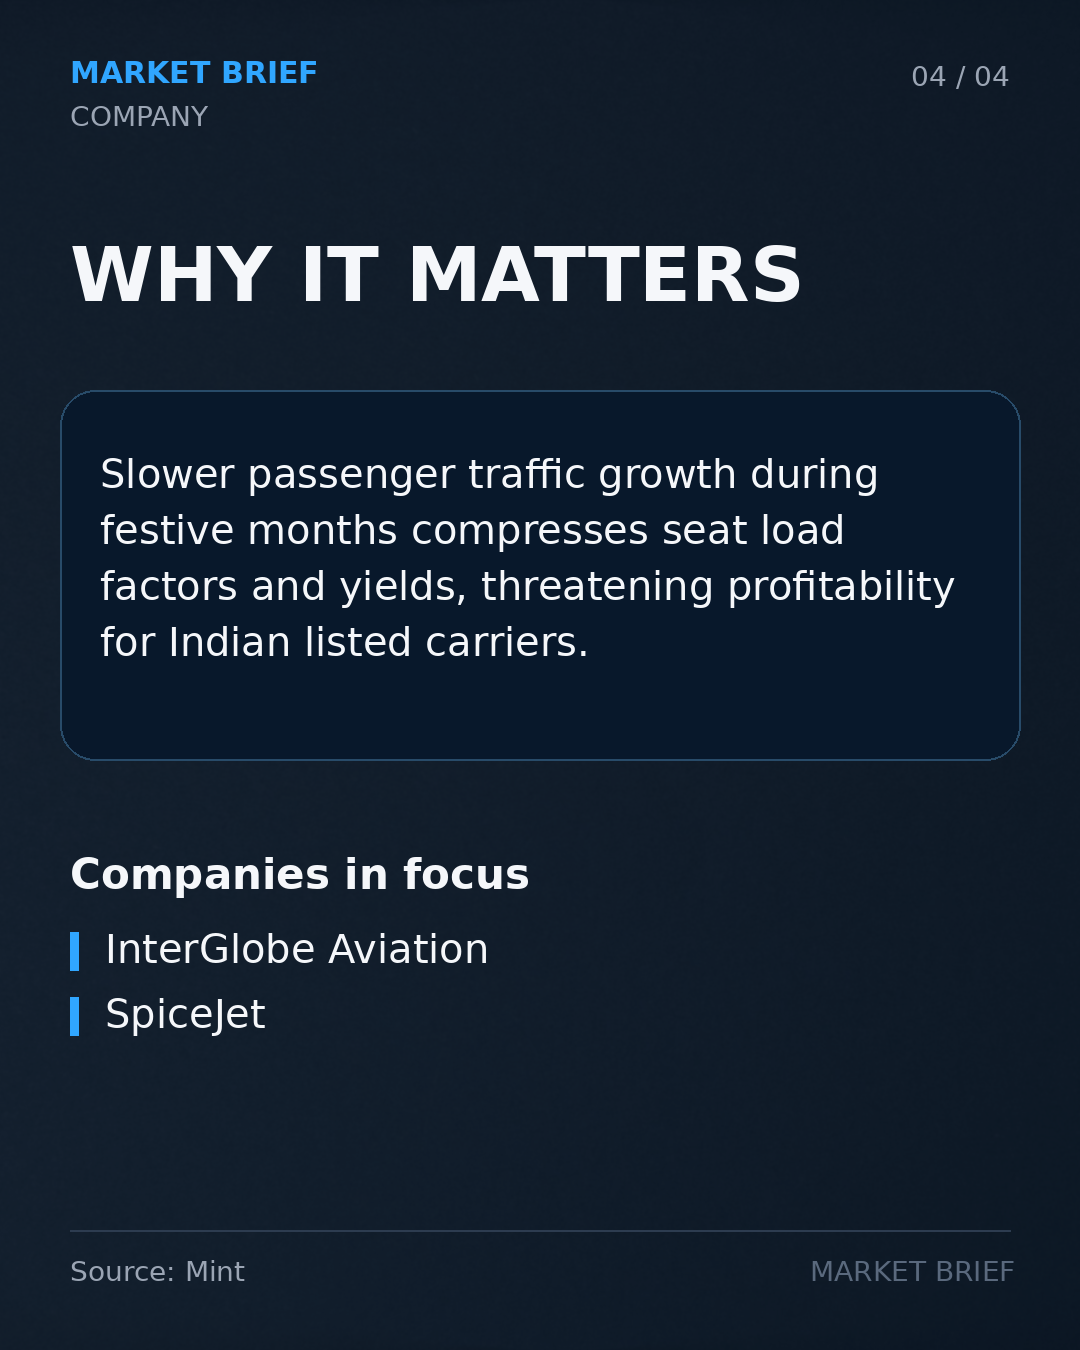 MARKET BRIEF
04 / 04
COMPANY
WHY IT MATTERS
Slower passenger traffic growth during
festive months compresses seat load
factors and yields, threatening profitability
for Indian listed carriers.
Companies in focus
InterGlobe Aviation
SpiceJet
Source: Mint
MARKET BRIEF